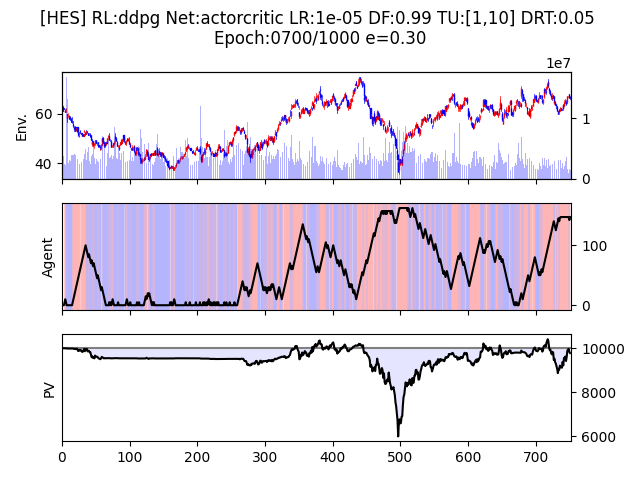 [HES] RL:ddpg Net:actorcritic LR:1e-05 DF:0.99 TU:[1,10] DRT:0.05
Epoch:0700/1000 e=0.30
1e7
Env.
60
40
1
0
Agent
100
0
PV
10000
8000
6000
0 100 200 300 400 500 600 700